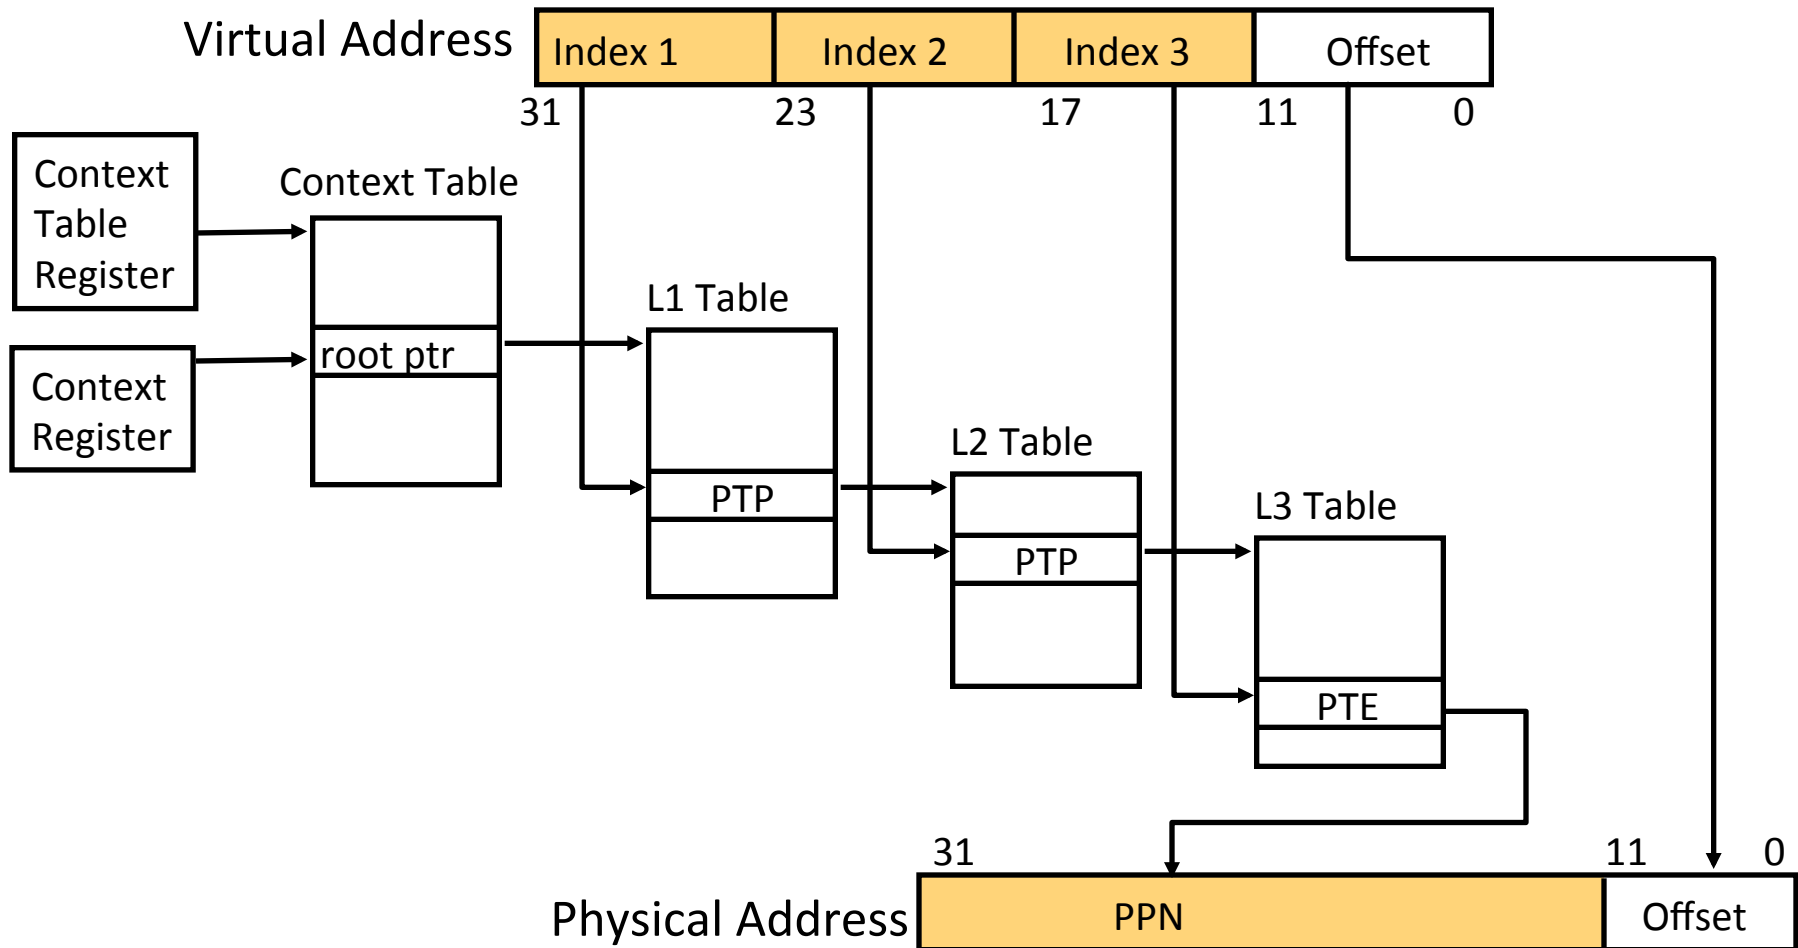 Virtual Address
Index 1
Index 2
Index 3
Offset
31
23
17
11
0
Context
Table
Register
Context Table
root ptr
Context
Register
L1 Table
PTP
L2 Table
PTP
L3 Table
PTE
31
11
0
Physical Address
PPN
Offset